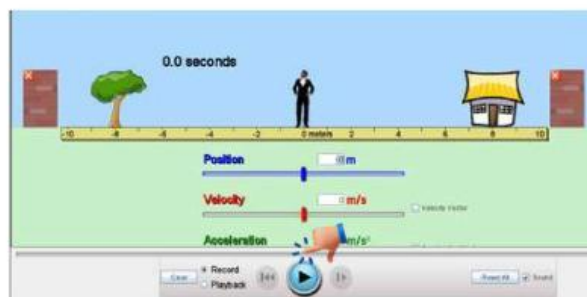 0.0 seconds
-10 -8 -6 -4 -2 0 meters 2 4 6 8 10
Position m
Velocity 0 m/s
Velocity Vector
Acceleration m/s²
Clear
Record
Playback
Reset All
Sound